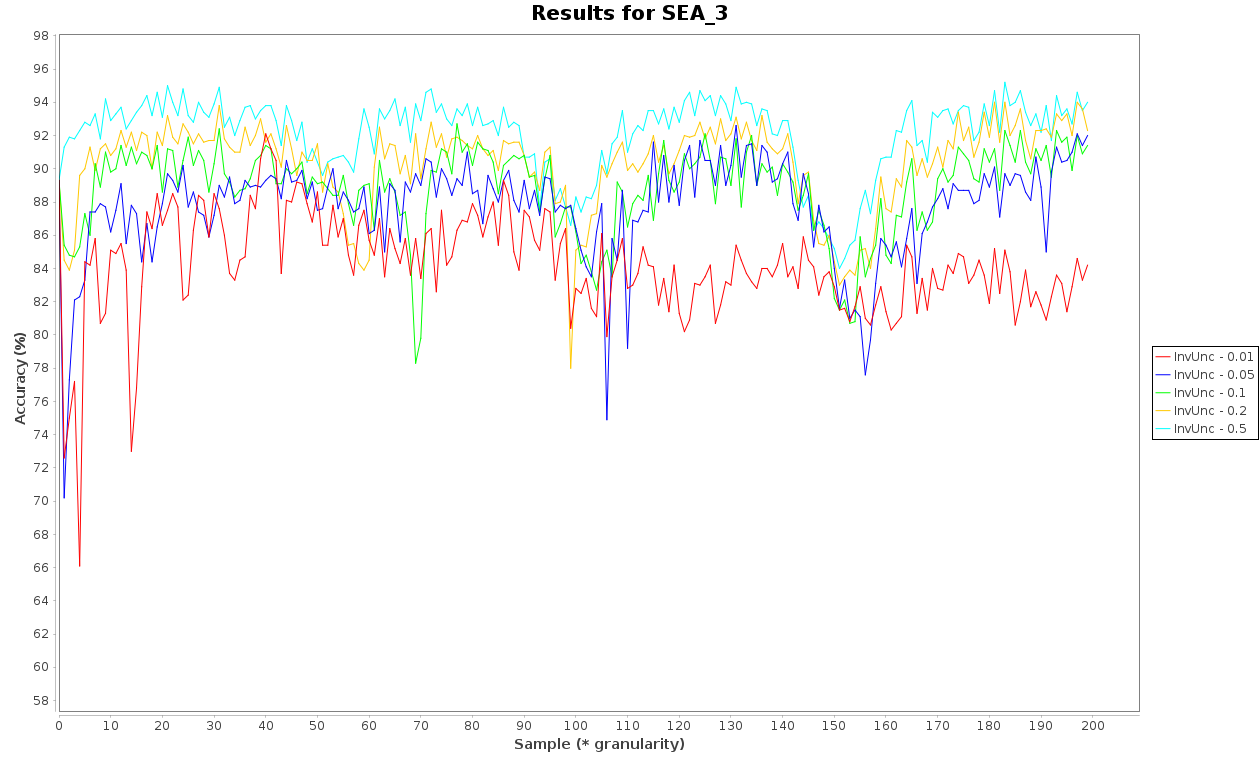 Results for SEA_3
Accuracy (%)
98
96
94
92
90
88
86
84
82
80
78
76
74
72
70
68
66
64
62
60
58
0 10 20 30 40 50 60 70 80 90 100 110 120 130 140 150 160 170 180 190 200
Sample (* granularity)
InvUnc - 0.01
InvUnc - 0.05
InvUnc - 0.1
InvUnc - 0.2
InvUnc - 0.5